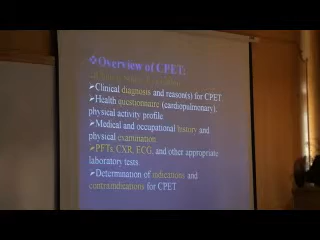 ❖Overview of CPET:
➢Clinical diagnosis and reason(s) for CPET
➢Health questionnaire (cardiopulmonary),
physical activity profile
➢Medical and occupational history and
physical examination
➢PFTs, CXR, ECG, and other appropriate
laboratory tests
➢Determination of indications and
contraindications for CPET